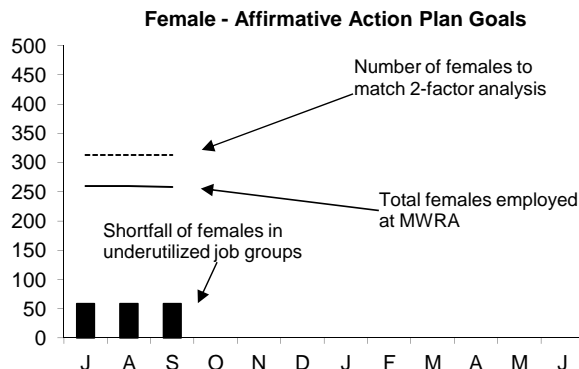 Female - Affirmative Action Plan Goals
500
450
400
350
300
250
200
150
100
50
0
Number of females to
match 2-factor analysis
Total females employed
at MWRA
Shortfall of females in
underutilized job groups
J A S O N D J F M A M J